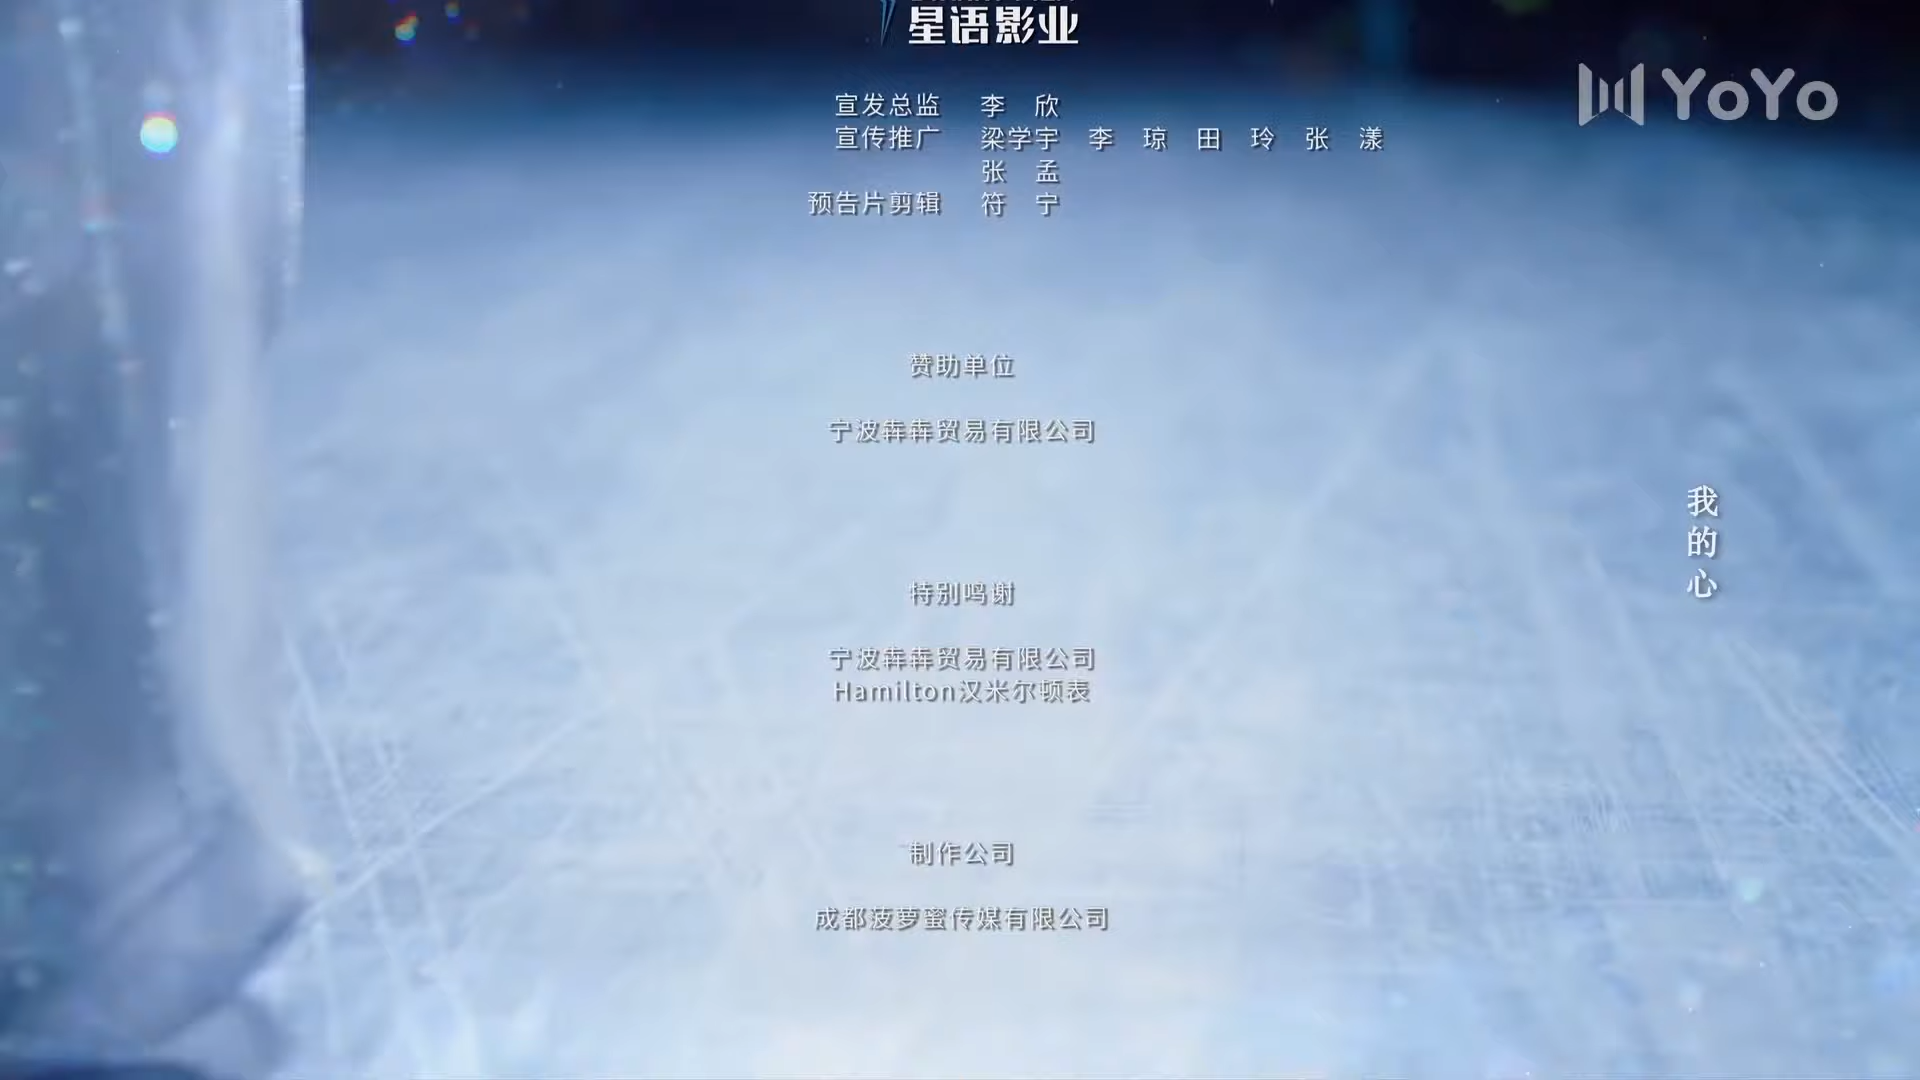 星语影业
YoYo
宣发总监 李 欣
宣传推广 梁学宇 李 琼 田 玲 张 漾
张 孟
预告片剪辑 符 宁
赞助单位
宁波犇犇贸易有限公司
特别鸣谢
宁波犇犇贸易有限公司
Hamilton汉米尔顿表
制作公司
成都菠萝蜜传媒有限公司
我的心